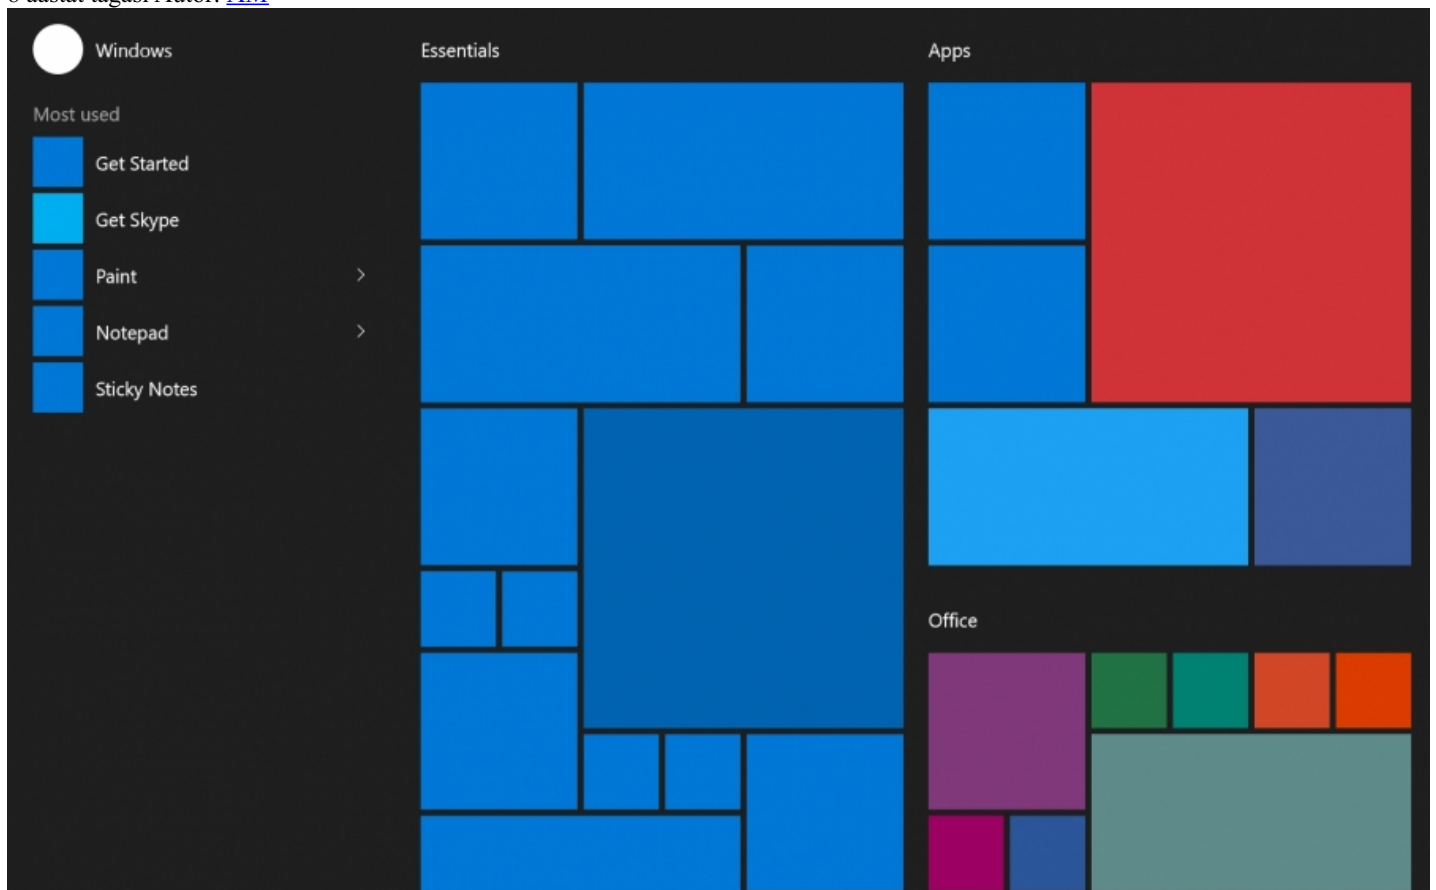 Windows
Most used
Get Started
Get Skype
Paint
Notepad
Sticky Notes
Essentials
Apps
Office